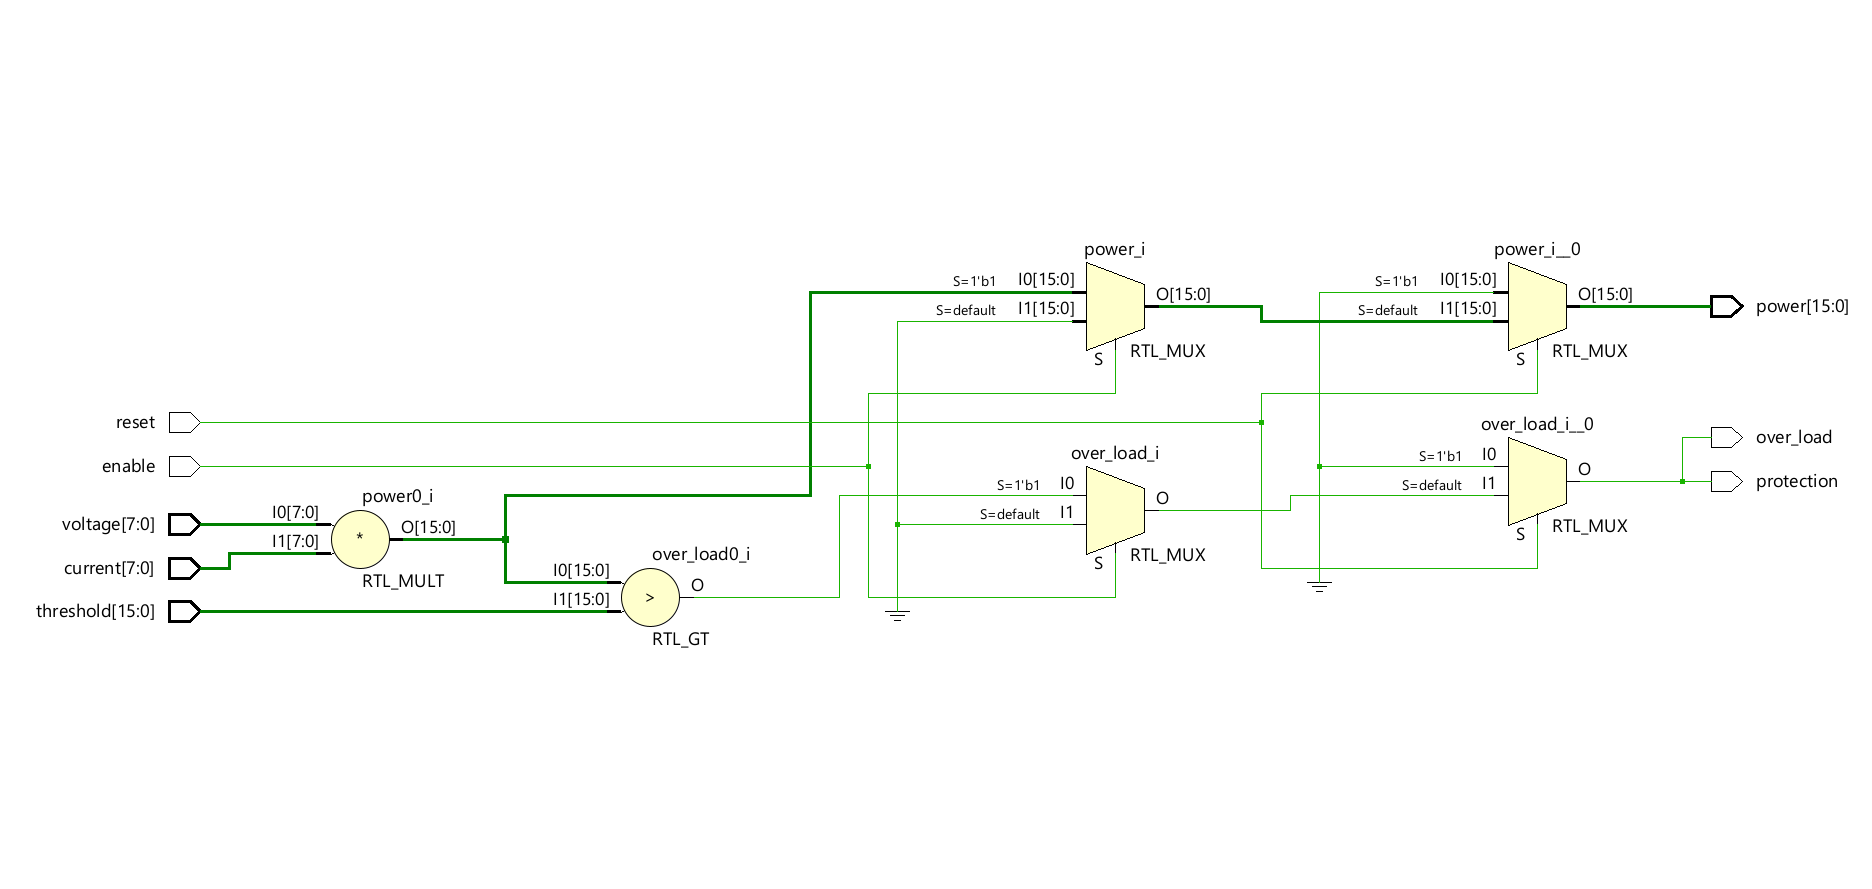 power_i
S=1'b1 I0[15:0]
S=default I1[15:0]
O[15:0]
S
RTL_MUX
power_i__0
S=1'b1 I0[15:0]
S=default I1[15:0]
O[15:0]
S
RTL_MUX
power[15:0]
reset
enable
voltage[7:0]
current[7:0]
threshold[15:0]
power0_i
I0[7:0]
I1[7:0]
*
O[15:0]
RTL_MULT
over_load0_i
I0[15:0]
I1[15:0]
>
O
RTL_GT
over_load_i
S=1'b1 I0
S=default I1
O
S
RTL_MUX
over_load_i__0
S=1'b1 I0
S=default I1
O
S
RTL_MUX
over_load
protection